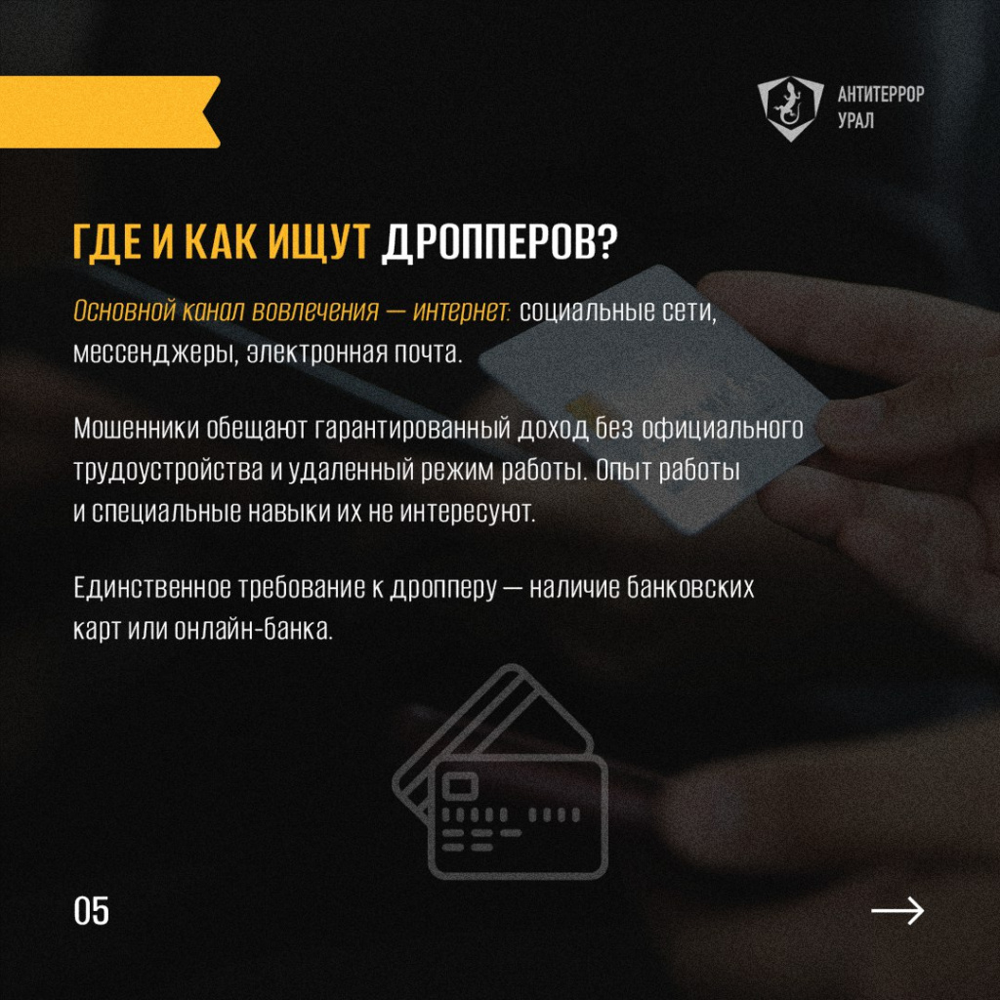 АНТИТЕРРОР
УРАЛ
ГДЕ И КАК ИЩУТ ДРОППЕРОВ?
Основной канал вовлечения — интернет: социальные сети,
мессенджеры, электронная почта.
Мошенники обещают гарантированный доход без официального
трудоустройства и удаленный режим работы. Опыт работы
и специальные навыки их не интересуют.
Единственное требование к дропперу — наличие банковских
карт или онлайн-банка.
05